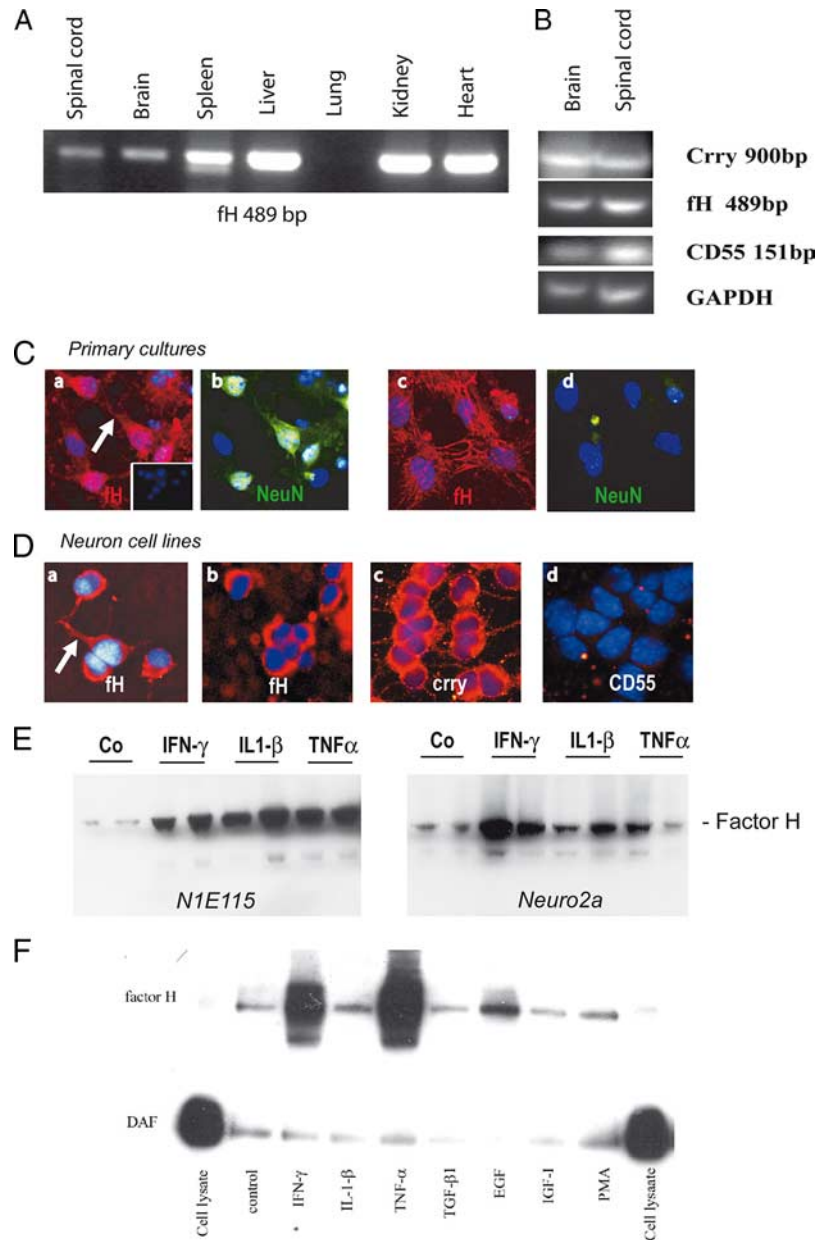 A
Spinal cord
Brain
Spleen
Liver
Lung
Kidney
Heart
fH 489 bp
B
Brain
Spinal cord
Crry 900bp
fH 489bp
CD55 151bp
GAPDH
C Primary cultures
a
fH
b
NeuN
c
fH
d
NeuN
D Neuron cell lines
a
fH
b
fH
c
crry
d
CD55
E
Co IFN-γ IL1-β TNFα
N1E115
Co IFN-γ IL1-β TNFα
Neuro2a
- Factor H
F
factor H
DAF
Cell lysate
control
* IFN-γ
IL-1-β
TNF-α
TGF-β1
EGF
IGF-I
PMA
Cell lysaate